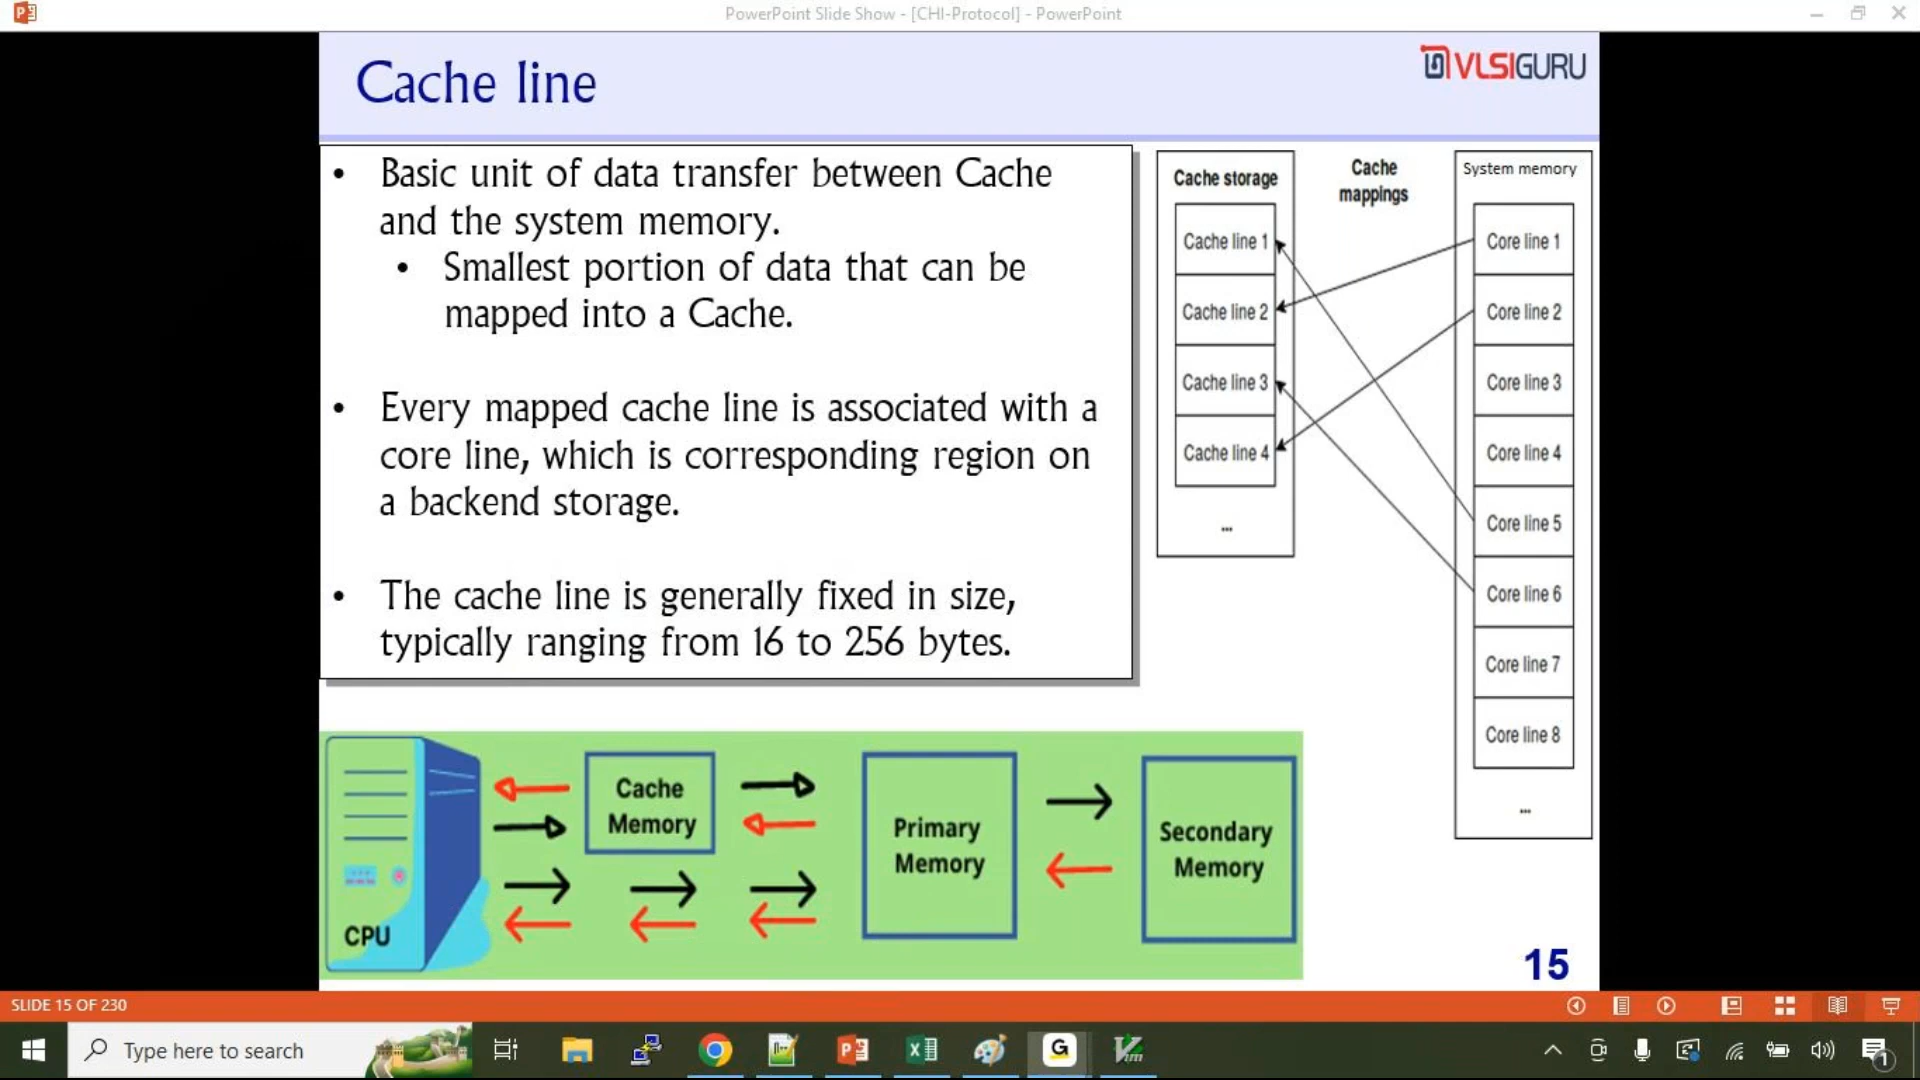 PowerPoint Slide Show - [CHI-Protocol] - PowerPoint
Cache line
VLSIGURU
• Basic unit of data transfer between Cache
and the system memory.
• Smallest portion of data that can be
mapped into a Cache.
• Every mapped cache line is associated with a
core line, which is corresponding region on
a backend storage.
• The cache line is generally fixed in size,
typically ranging from 16 to 256 bytes.
Cache storage
Cache line 1
Cache line 2
Cache line 3
Cache line 4
...
Cache
mappings
System memory
Core line 1
Core line 2
Core line 3
Core line 4
Core line 5
Core line 6
Core line 7
Core line 8
...
CPU
Cache
Memory
Primary
Memory
Secondary
Memory
15
SLIDE 15 OF 230
Type here to search